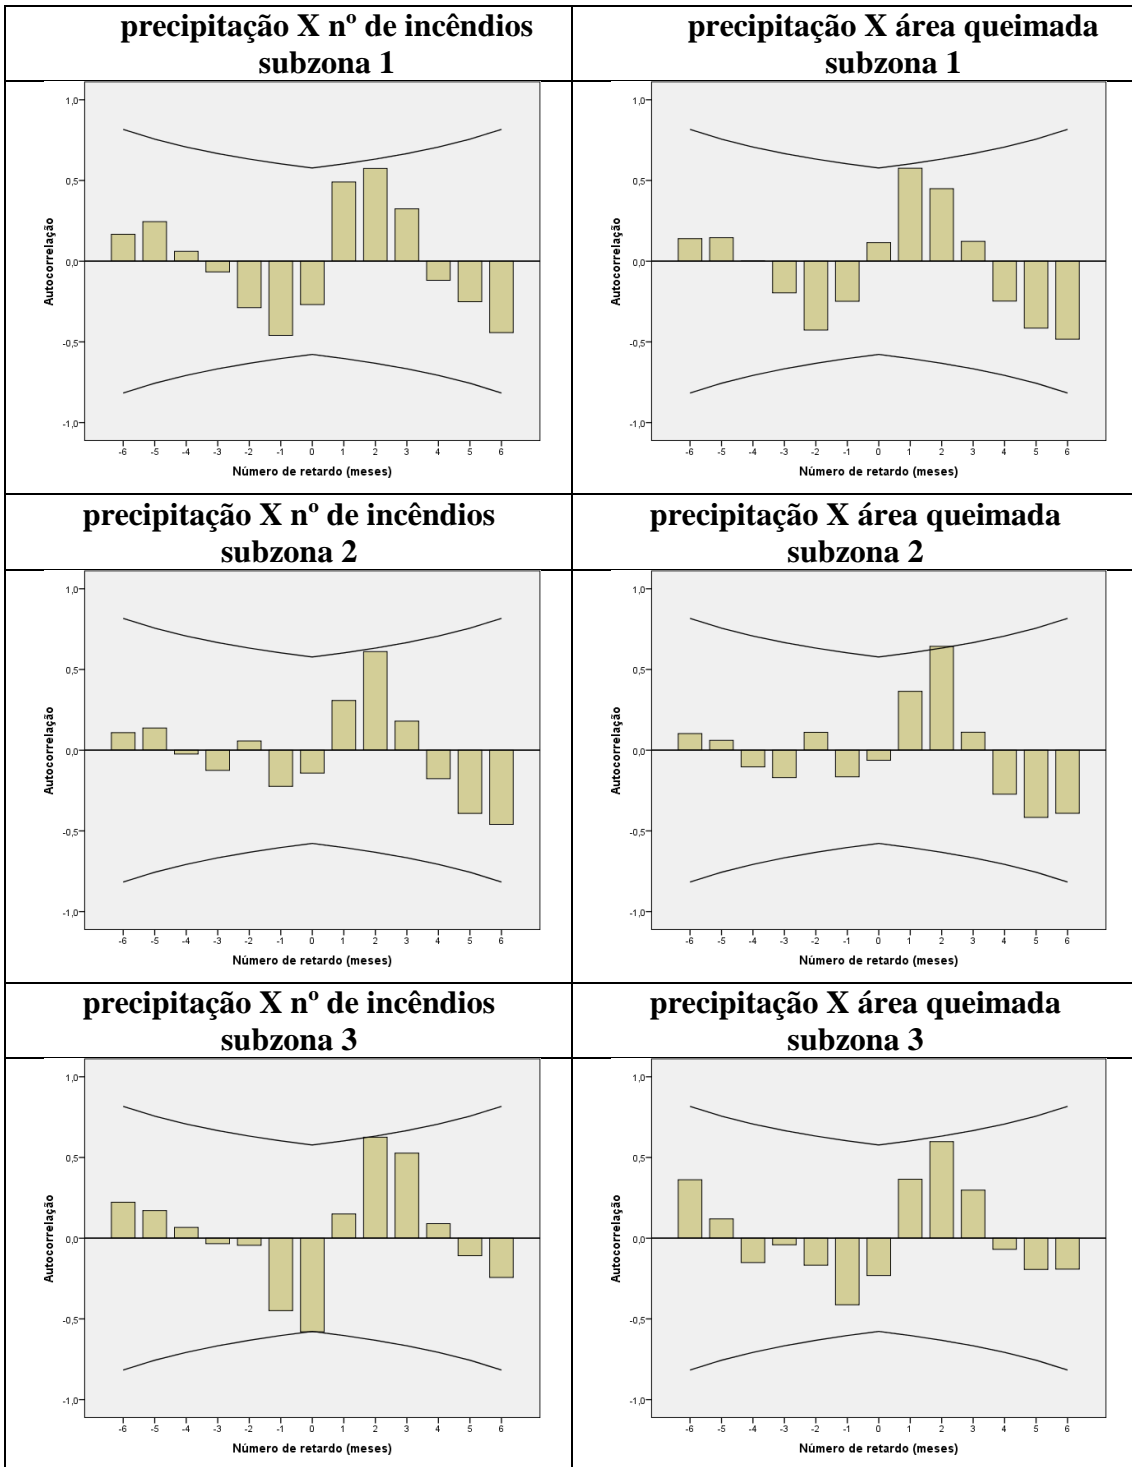 precipitação X nº de incêndios
subzona 1
precipitação X área queimada
subzona 1
1,0
0,5
0,0
-0,5
-1,0
Autocorrelação
-6 -5 -4 -3 -2 -1 0 1 2 3 4 5 6
Número de retardo (meses)
1,0
0,5
0,0
-0,5
-1,0
Autocorrelação
-6 -5 -4 -3 -2 -1 0 1 2 3 4 5 6
Número de retardo (meses)
precipitação X nº de incêndios
subzona 2
precipitação X área queimada
subzona 2
1,0
0,5
0,0
-0,5
-1,0
Autocorrelação
-6 -5 -4 -3 -2 -1 0 1 2 3 4 5 6
Número de retardo (meses)
1,0
0,5
0,0
-0,5
-1,0
Autocorrelação
-6 -5 -4 -3 -2 -1 0 1 2 3 4 5 6
Número de retardo (meses)
precipitação X nº de incêndios
subzona 3
precipitação X área queimada
subzona 3
1,0
0,5
0,0
-0,5
-1,0
Autocorrelação
-6 -5 -4 -3 -2 -1 0 1 2 3 4 5 6
Número de retardo (meses)
1,0
0,5
0,0
-0,5
-1,0
Autocorrelação
-6 -5 -4 -3 -2 -1 0 1 2 3 4 5 6
Número de retardo (meses)